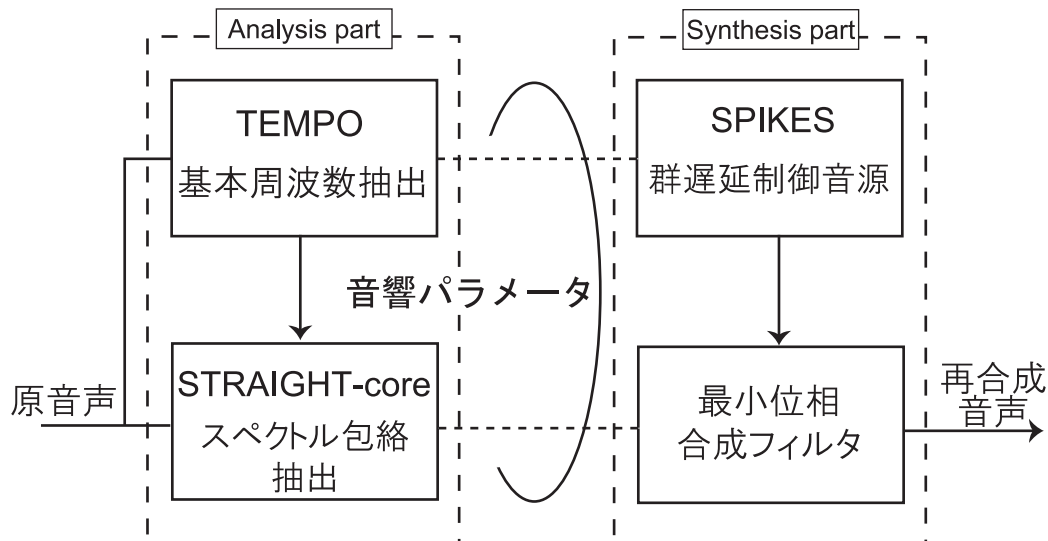 Analysis part
Synthesis part
TEMPO
基本周波数抽出
SPIKES
群遅延制御音源
音響パラメータ
原音声
STRAIGHT-core
スペクトル包絡
抽出
最小位相
合成フィルタ
再合成
音声